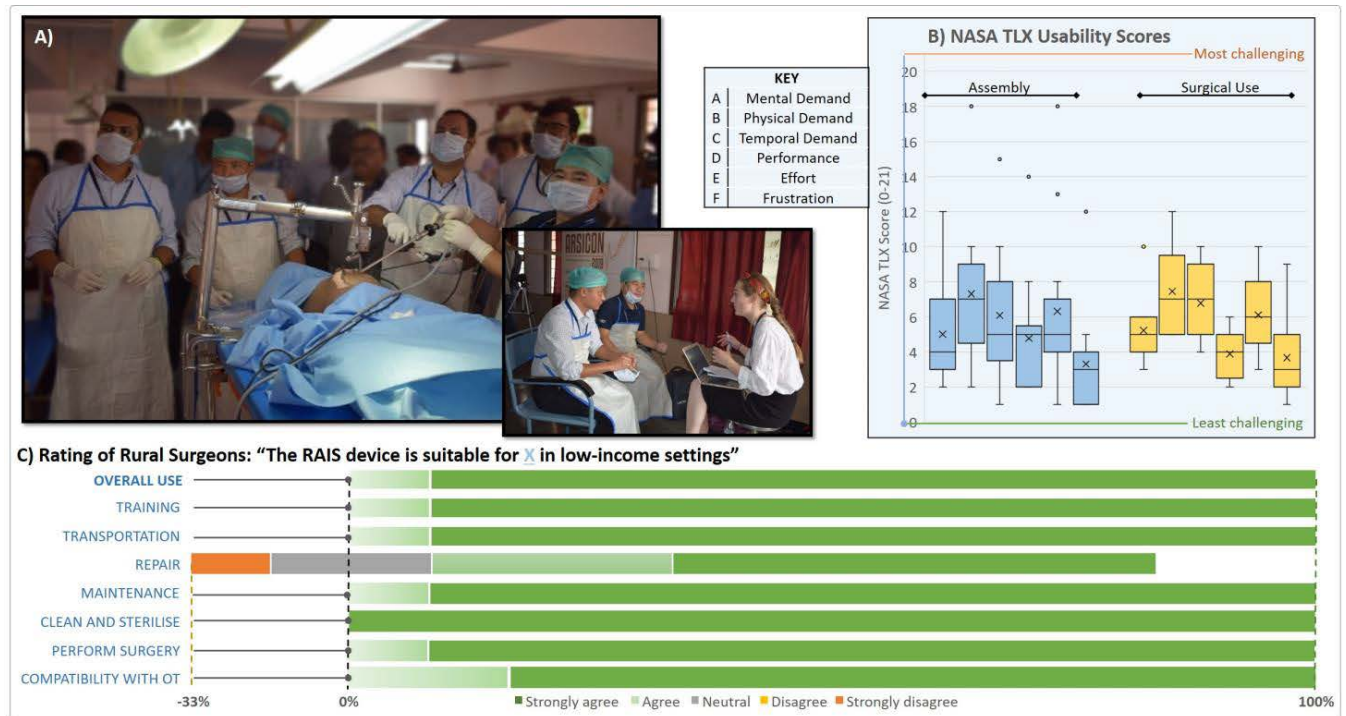 A)
ARSICON
KEY
A Mental Demand
B Physical Demand
C Temporal Demand
D Performance
E Effort
F Frustration
B) NASA TLX Usability Scores
Most challenging
Assembly
Surgical Use
NASA TLX Score (0-21)
20
18
16
14
12
10
8
6
4
2
0
Least challenging
C) Rating of Rural Surgeons: “The RAIS device is suitable for X in low-income settings”
OVERALL USE
TRAINING
TRANSPORTATION
REPAIR
MAINTENANCE
CLEAN AND STERILISE
PERFORM SURGERY
COMPATIBILITY WITH OT
-33% 0% 100%
Strongly agree Agree Neutral Disagree Strongly disagree